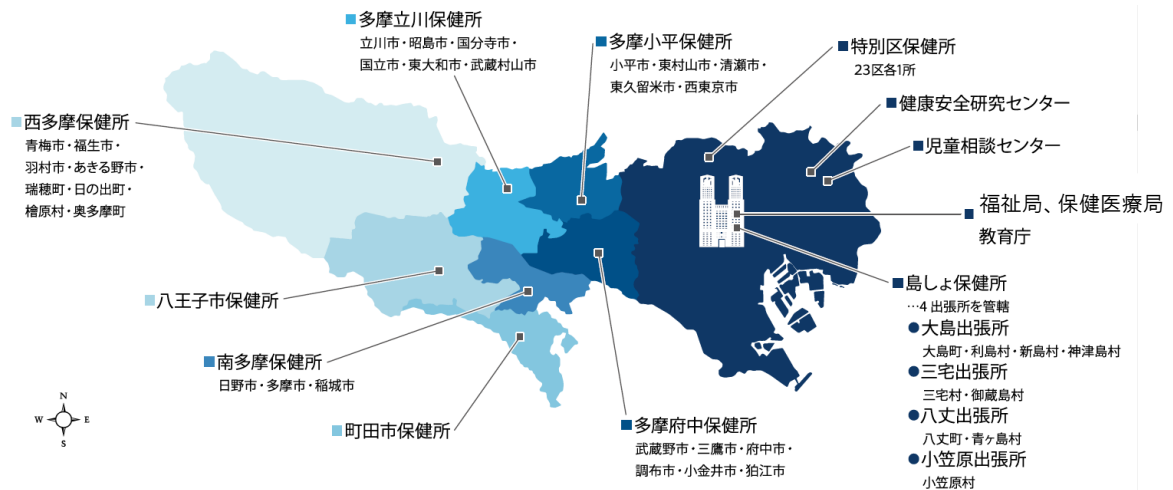 多摩立川保健所
立川市・昭島市・国分寺市・
国立市・東大和市・武蔵村山市
多摩小平保健所
小平市・東村山市・清瀬市・
東久留米市・西東京市
特別区保健所
23区各1所
健康安全研究センター
児童相談センター
福祉局、保健医療局
教育庁
西多摩保健所
青梅市・福生市・
羽村市・あきる野市・
瑞穂町・日の出町・
檜原村・奥多摩町
八王子市保健所
南多摩保健所
日野市・多摩市・稲城市
町田市保健所
多摩府中保健所
武蔵野市・三鷹市・府中市・
調布市・小金井市・狛江市
島しょ保健所
…4出張所を管轄
大島出張所
大島町・利島村・新島村・神津島村
三宅出張所
三宅村・御蔵島村
八丈出張所
八丈町・青ヶ島村
小笠原出張所
小笠原村
N
W E
S